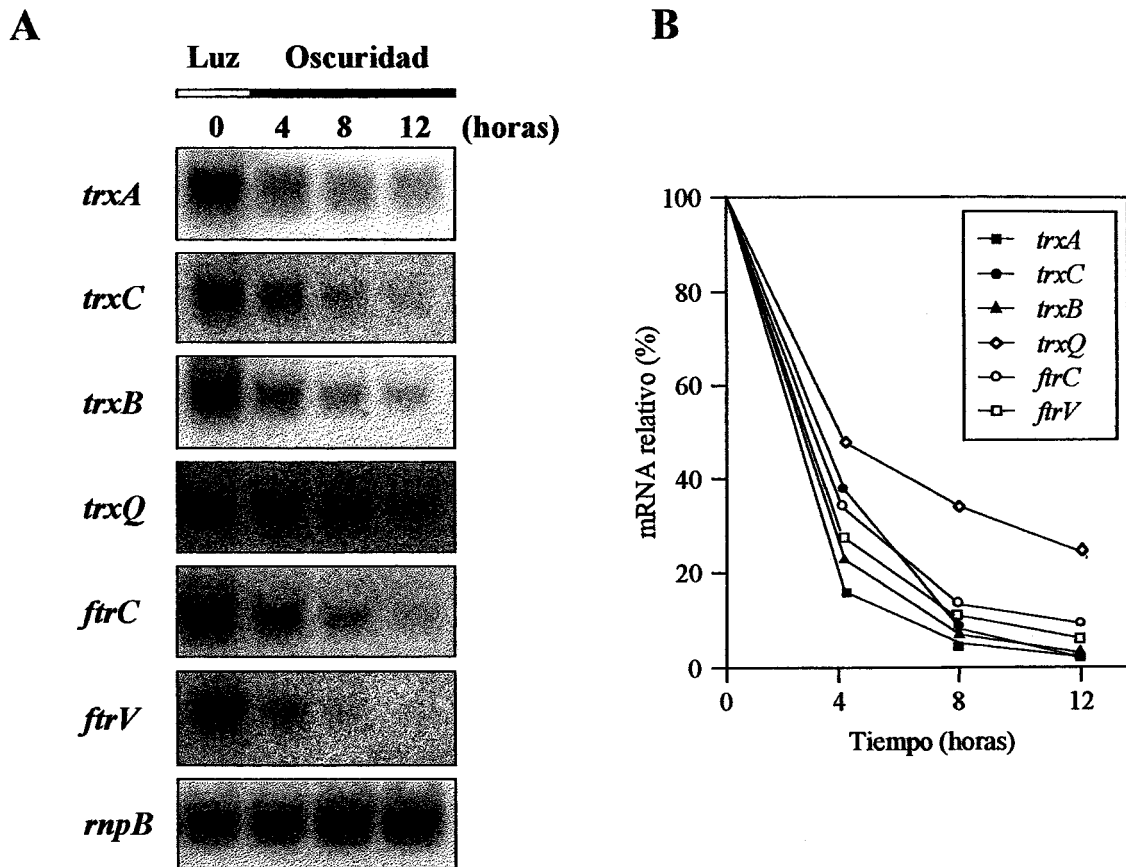 A
Luz Oscuridad
0 4 8 12 (horas)
trxA
trxC
trxB
trxQ
ftrC
ftrV
rnpB
B
mRNA relativo (%)
100
80
60
40
20
0
0 4 8 12
Tiempo (horas)
trxA
trxC
trxB
trxQ
ftrC
ftrV